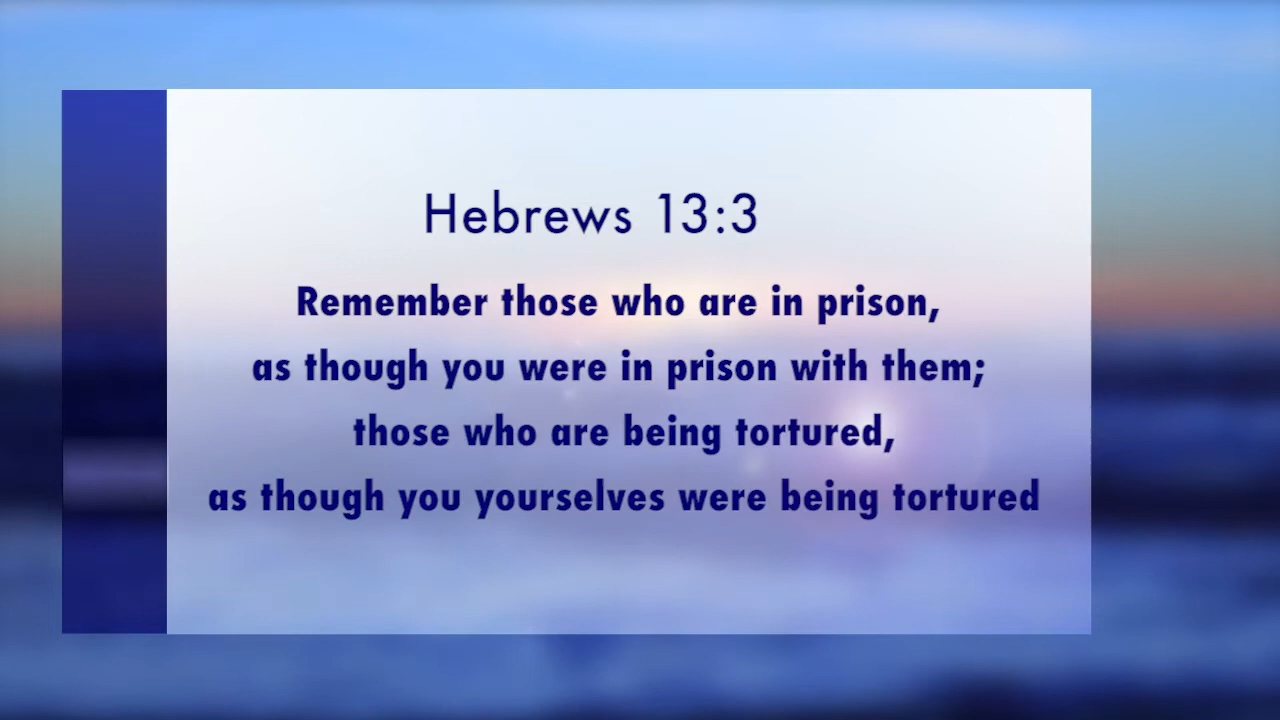 Hebrews 13:3
Remember those who are in prison,
as though you were in prison with them;
those who are being tortured,
as though you yourselves were being tortured